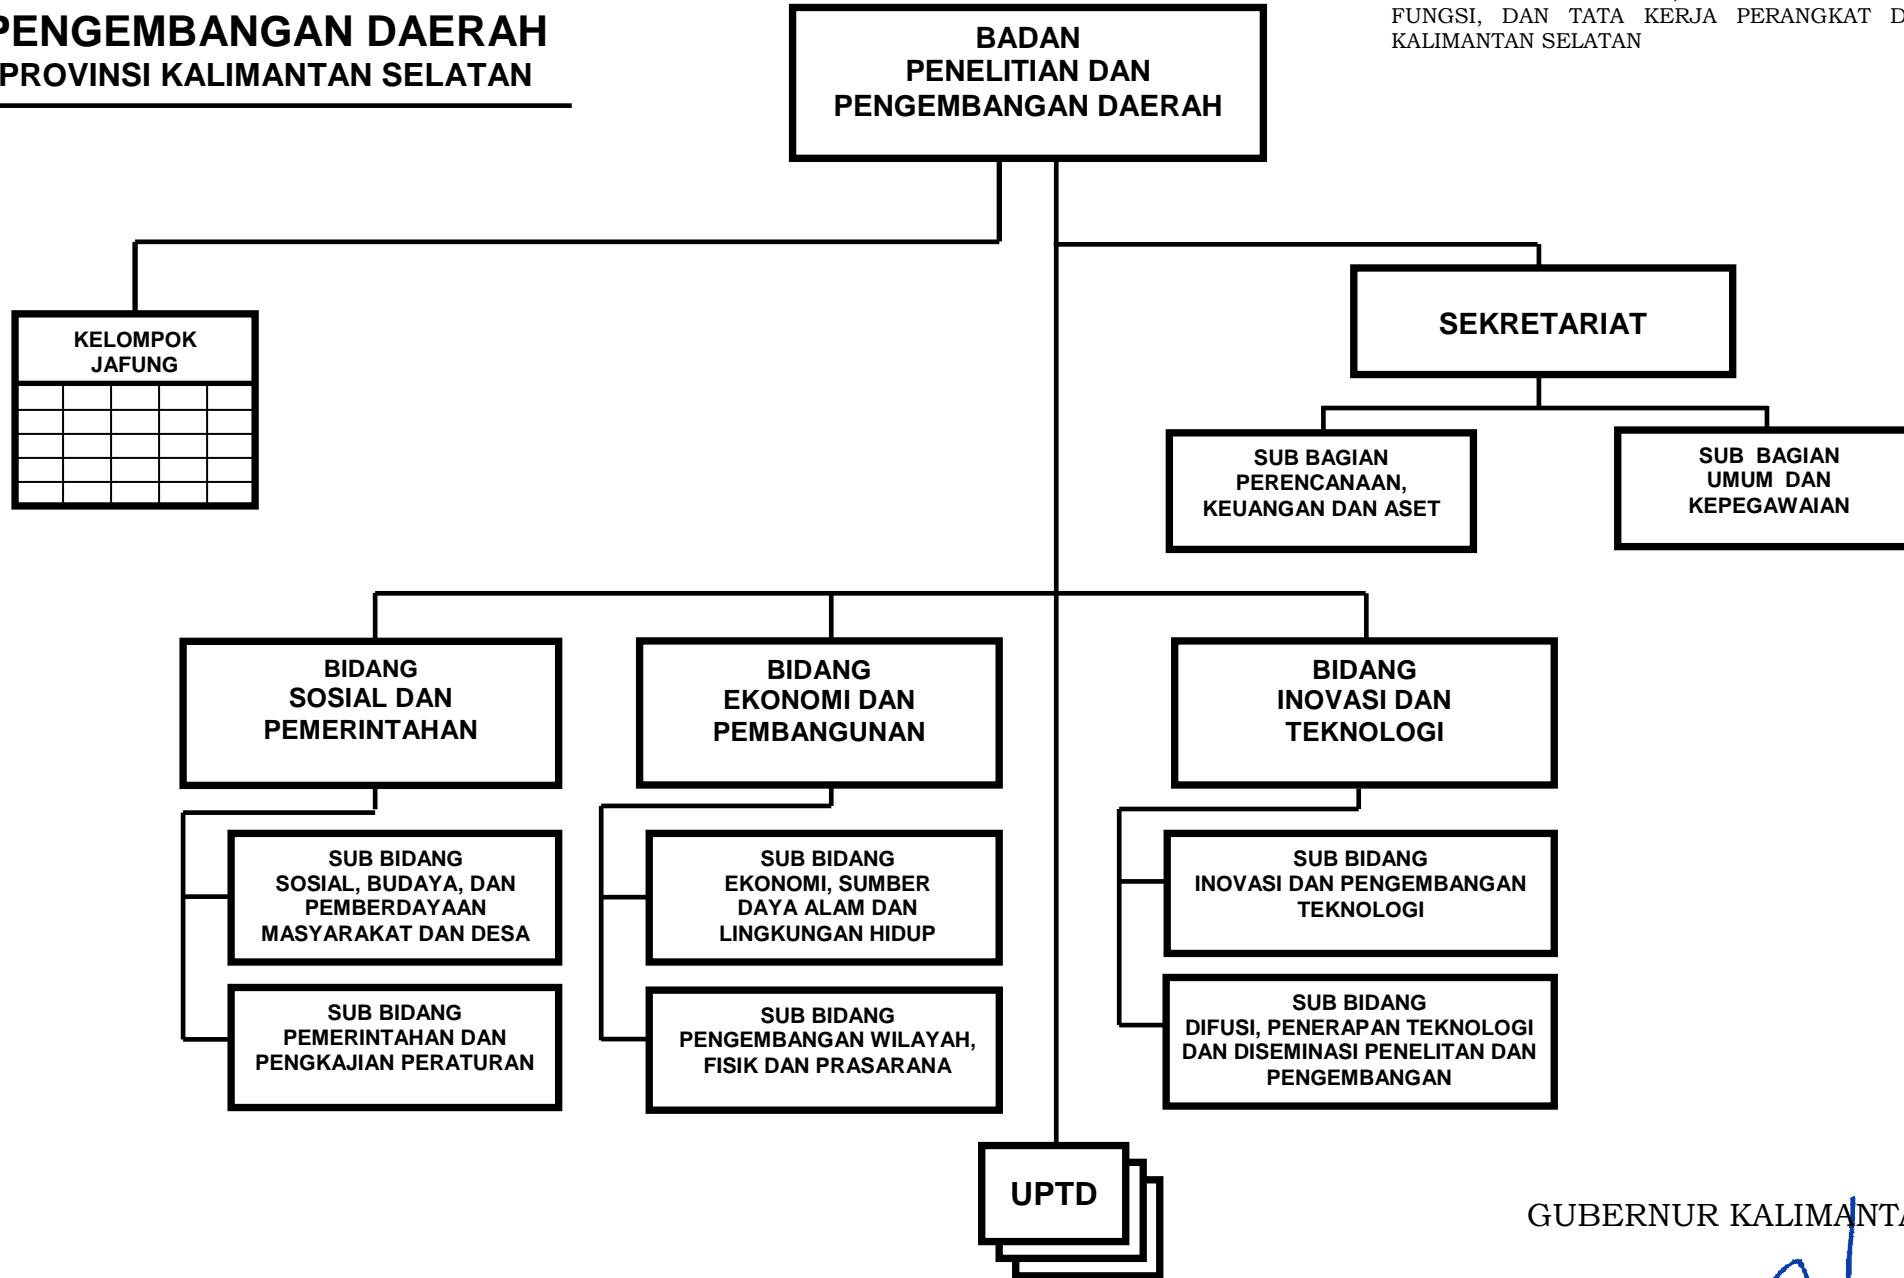 PENGEMBANGAN DAERAH
PROVINSI KALIMANTAN SELATAN
BADAN
PENELITIAN DAN
PENGEMBANGAN DAERAH
FUNGSI, DAN TATA KERJA PERANGKAT
KALIMANTAN SELATAN
KELOMPOK
JAFUNG
SEKRETARIAT
SUB BAGIAN
PERENCANAAN,
KEUANGAN DAN ASET
SUB BAGIAN
UMUM DAN
KEPEGAWAIAN
BIDANG
SOSIAL DAN
PEMERINTAHAN
BIDANG
EKONOMI DAN
PEMBANGUNAN
BIDANG
INOVASI DAN
TEKNOLOGI
SUB BIDANG
SOSIAL, BUDAYA, DAN
PEMBERDAYAAN
MASYARAKAT DAN DESA
SUB BIDANG
EKONOMI, SUMBER
DAYA ALAM DAN
LINGKUNGAN HIDUP
SUB BIDANG
INOVASI DAN PENGEMBANGAN
TEKNOLOGI
SUB BIDANG
PEMERINTAHAN DAN
PENGKAJIAN PERATURAN
SUB BIDANG
PENGEMBANGAN WILAYAH,
FISIK DAN PRASARANA
SUB BIDANG
DIFUSI, PENERAPAN TEKNOLOGI
DAN DISEMINASI PENELITAN DAN
PENGEMBANGAN
UPTD
GUBERNUR KALIMANTA